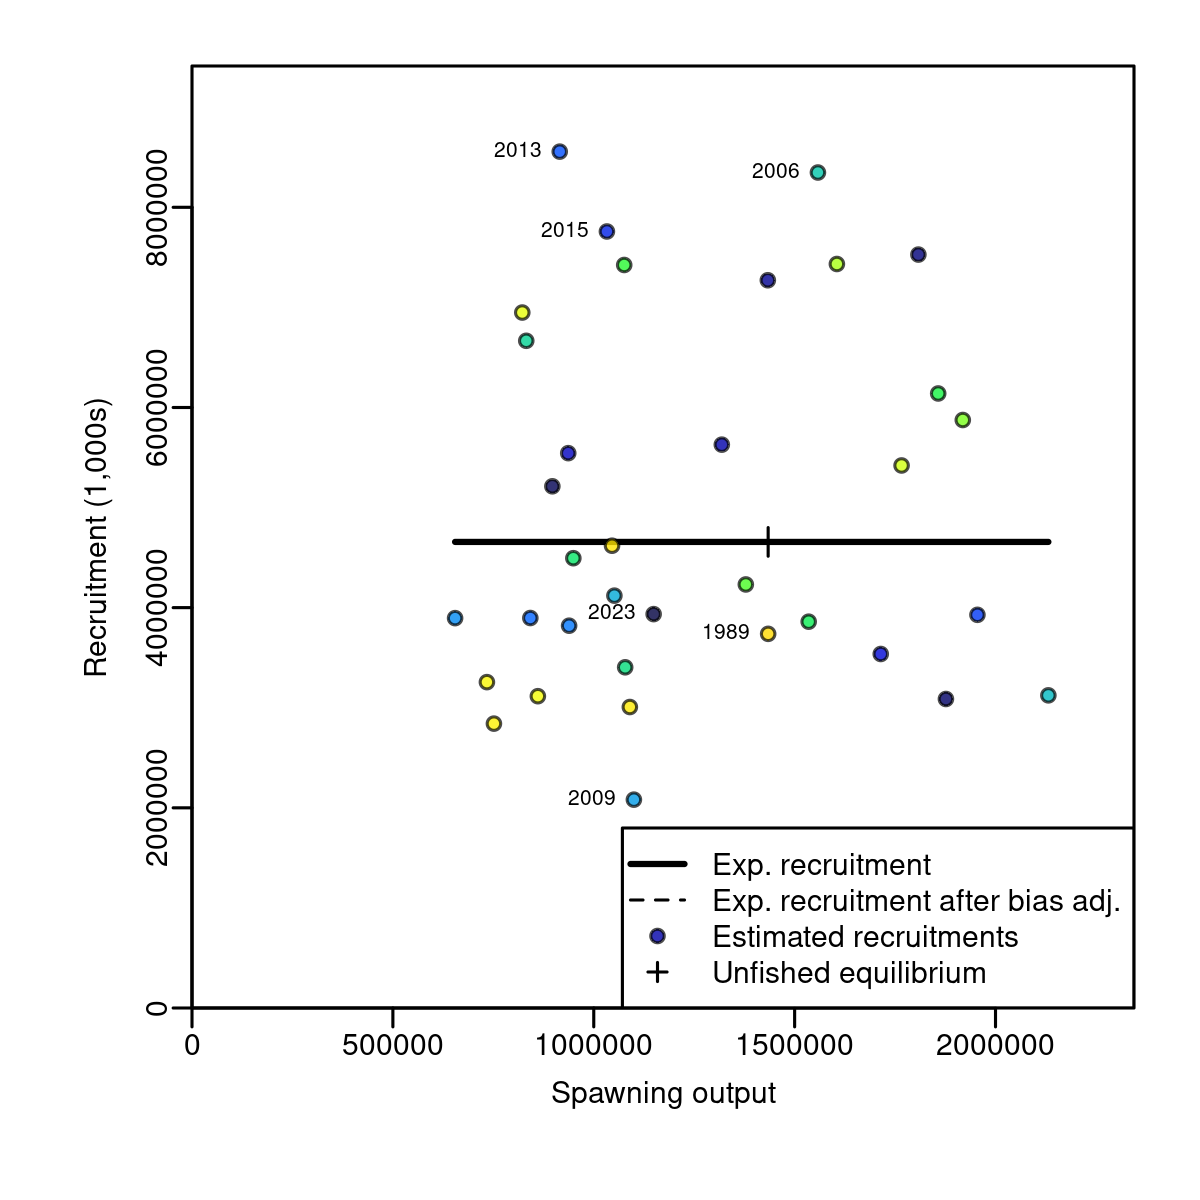 2013
2006
2015
2023
1989
2009
Recruitment (1,000s)
8000000
6000000
4000000
2000000
0
Exp. recruitment
Exp. recruitment after bias adj.
Estimated recruitments
Unfished equilibrium
0
500000
1000000
1500000
2000000
Spawning output